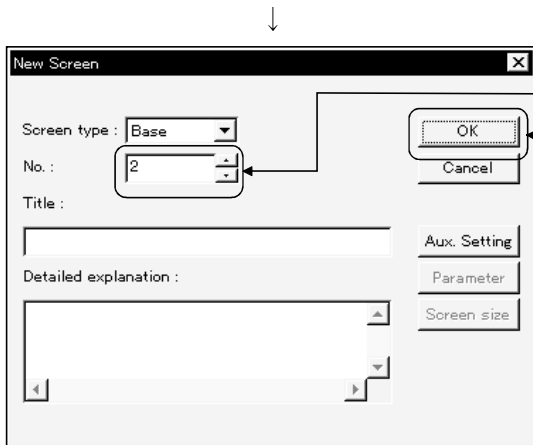 New Screen
Screen type : Base
OK
No. : 2
Cancel
Title :
Aux. Setting
Detailed explanation :
Parameter
Screen size